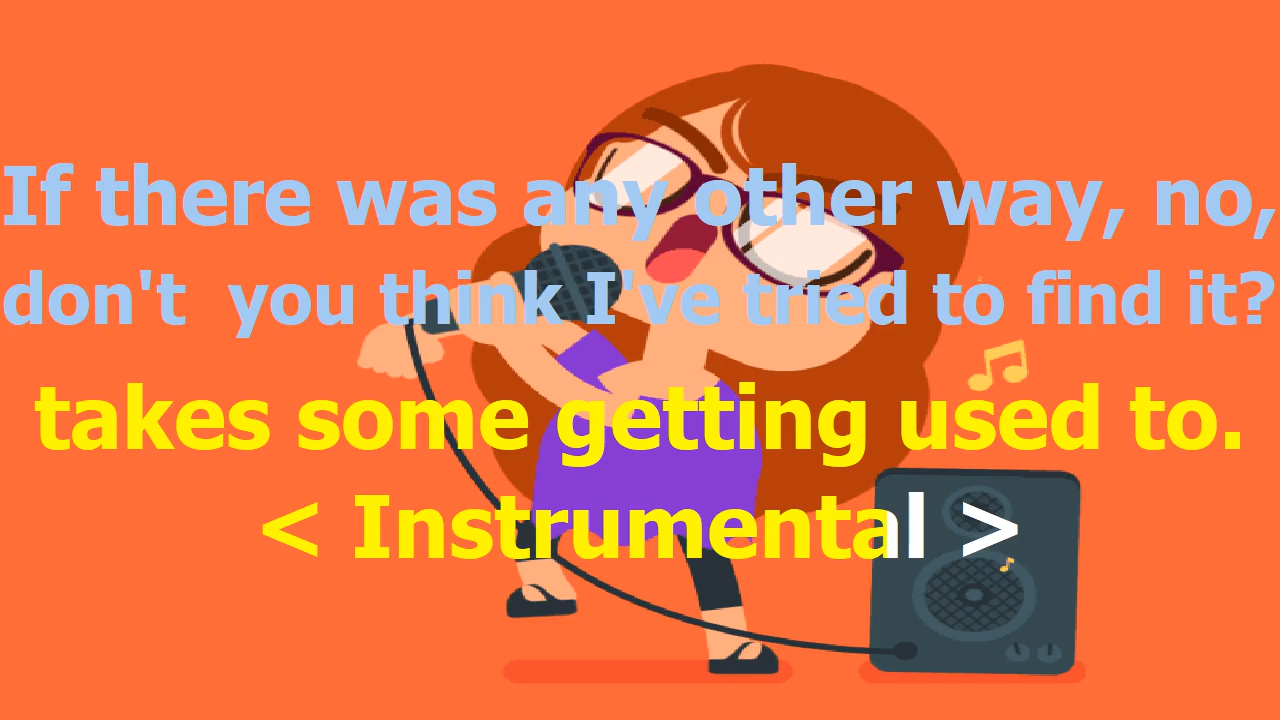 If there was any other way, no,
don't  you think I've tried to find it?
takes some getting used to.
< Instrumental >